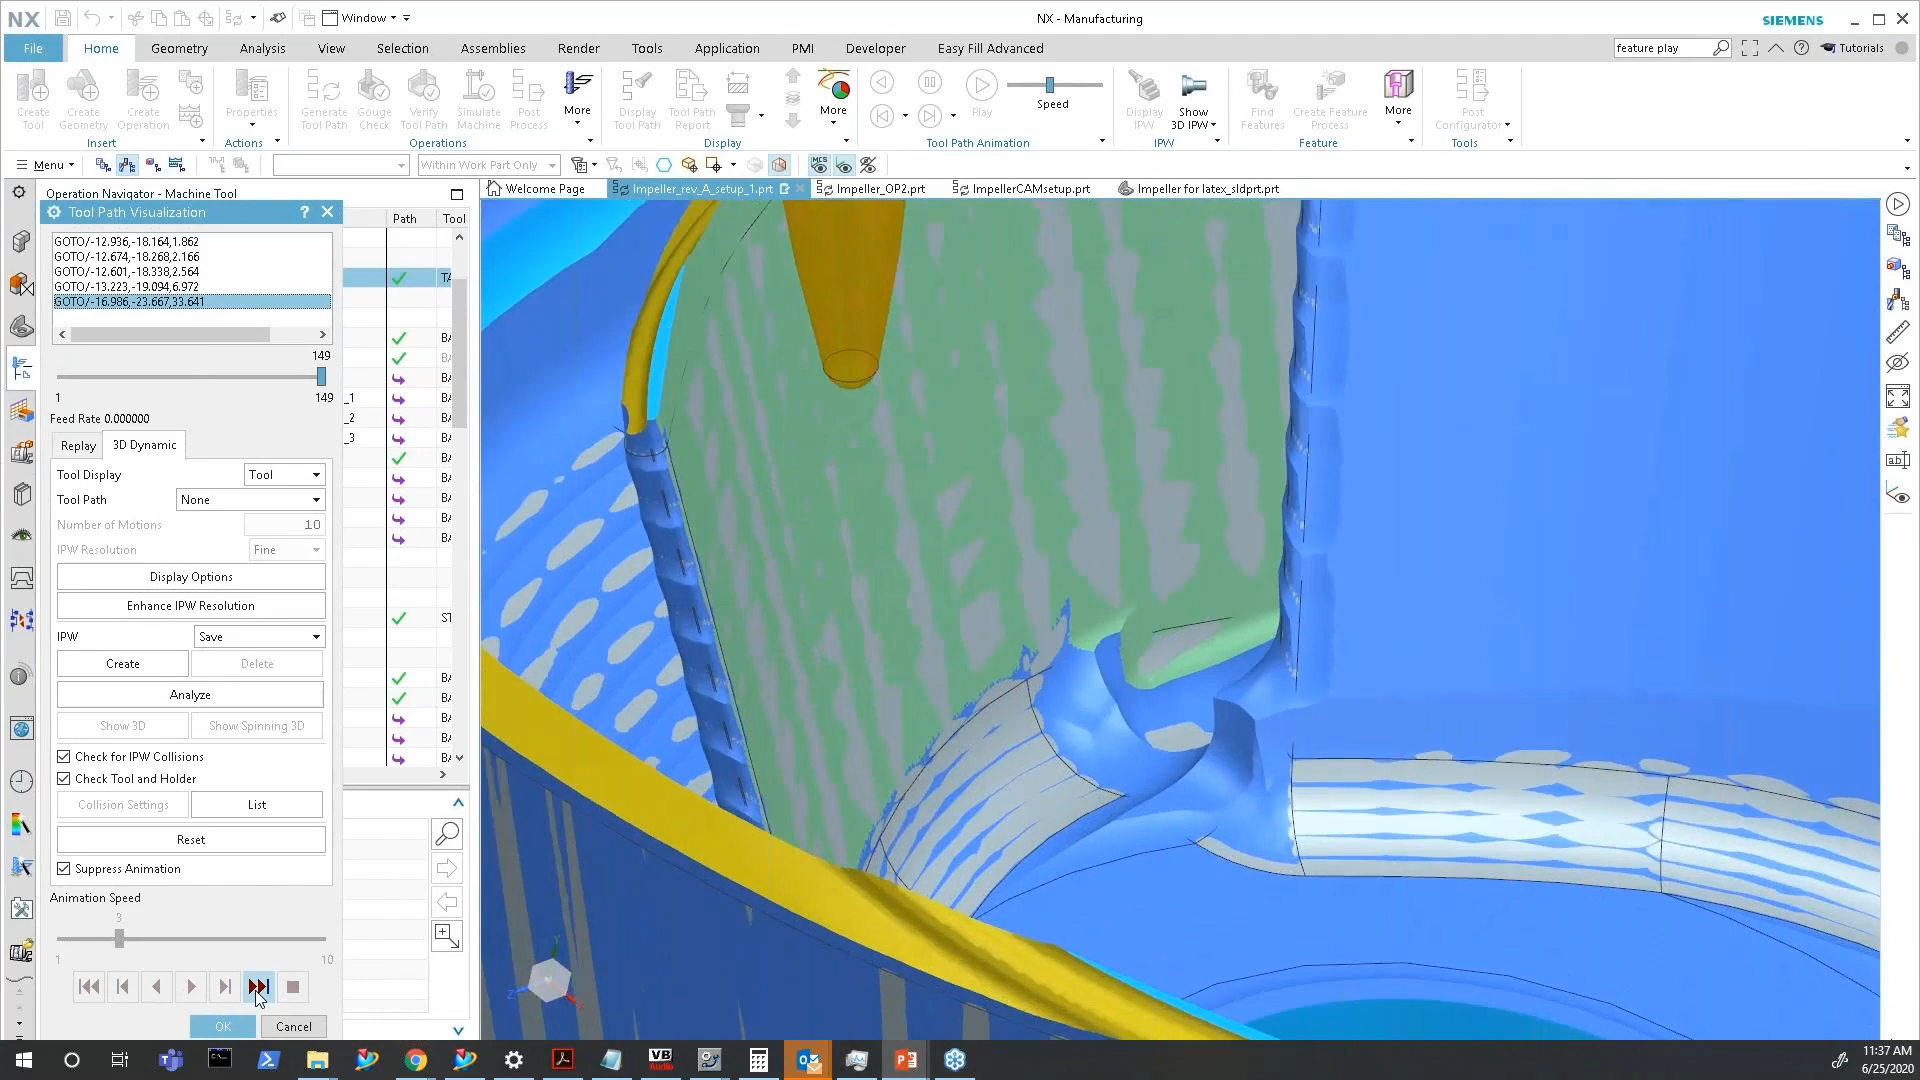 NX
Window
NX - Manufacturing
SIEMENS
File
Home
Geometry
Analysis
View
Selection
Assemblies
Render
Tools
Application
PMI
Developer
Easy Fill Advanced
feature play
Tutorials
Create Tool
Create Geometry
Create Operation
Properties
Generate Tool Path
Gouge Check
Verify Tool Path
Simulate Machine
Post Process
More
Display Tool Path
Tool Path Report
More
Play
Speed
Display IPW
Show 3D IPW
Find Features
Create Feature Process
More
Post Configurator
Insert
Actions
Operations
Display
Tool Path Animation
IPW
Feature
Tools
Menu
Within Work Part Only
MCS
Operation Navigator - Machine Tool
Welcome Page
Impeller_rev_A_setup_1.prt
Impeller_OP2.prt
ImpellerCAMsetup.prt
Impeller for latex_sldprt.prt
Tool Path Visualization
Path
Tool
GOTO/-12.936,-18.164,1.862
GOTO/-12.674,-18.268,2.166
GOTO/-12.601,-18.338,2.564
GOTO/-13.223,-19.094,6.972
GOTO/-16.986,-23.667,33.641
149
1
149
Feed Rate 0.000000
Replay
3D Dynamic
Tool Display
Tool
Tool Path
None
Number of Motions
10
IPW Resolution
Fine
Display Options
Enhance IPW Resolution
IPW
Save
Create
Delete
Analyze
Show 3D
Show Spinning 3D
Check for IPW Collisions
Check Tool and Holder
Collision Settings
List
Reset
Suppress Animation
Animation Speed
3
1
10
OK
Cancel
_1
_2
_3
11:37 AM
6/25/2020